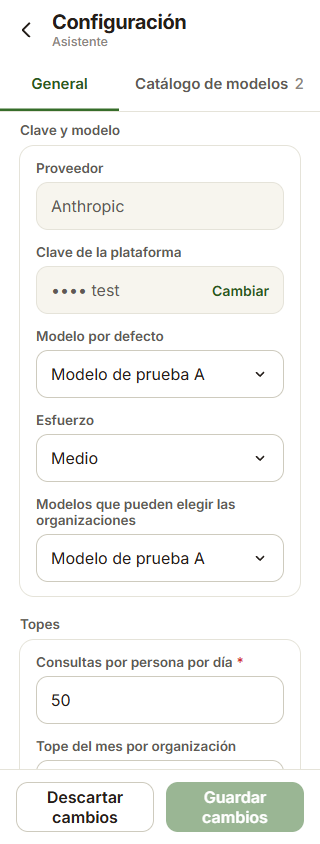 Configuración
Asistente
General
Catálogo de modelos 2
Clave y modelo
Proveedor
Anthropic
Clave de la plataforma
•••• test
Cambiar
Modelo por defecto
Modelo de prueba A
Esfuerzo
Medio
Modelos que pueden elegir las
organizaciones
Modelo de prueba A
Topes
Consultas por persona por día *
50
Tope del mes por organización
Descartar
cambios
Guardar
cambios